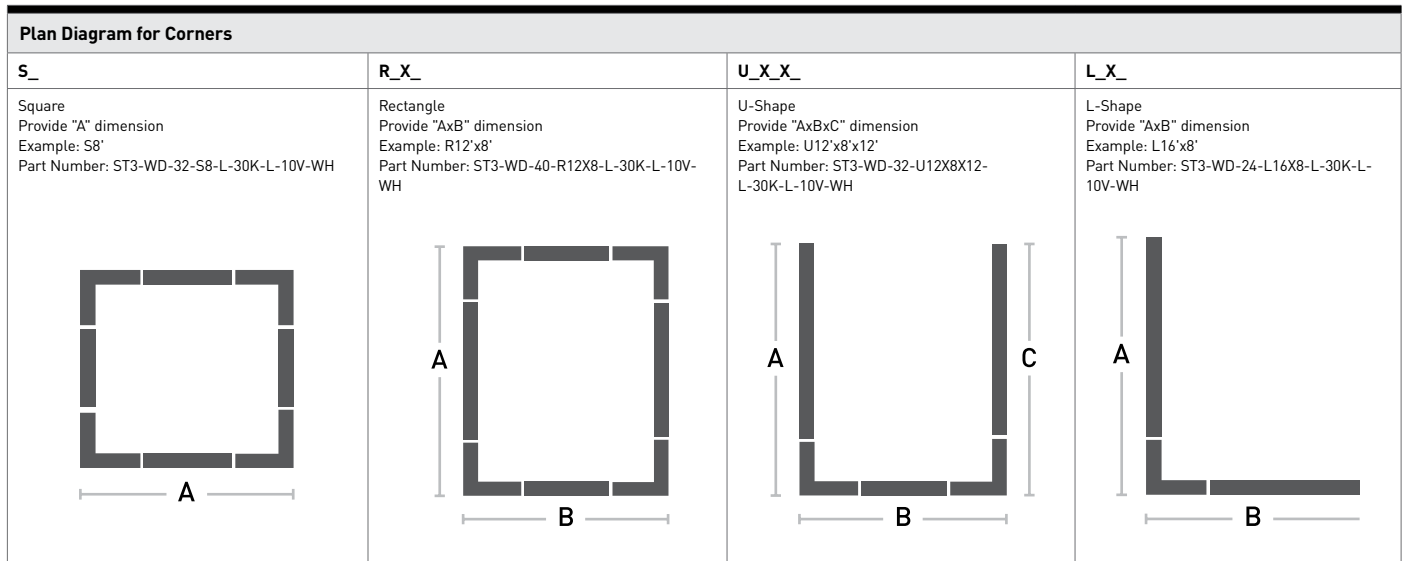 Plan Diagram for Corners
S_
Square
Provide "A" dimension
Example: S8'
Part Number: ST3-WD-32-S8-L-30K-L-10V-WH
A
R_X_
Rectangle
Provide "AxB" dimension
Example: R12'x8'
Part Number: ST3-WD-40-R12X8-L-30K-L-10V-
WH
A
B
U_X_X_
U-Shape
Provide "AxBxC" dimension
Example: U12'x8'x12'
Part Number: ST3-WD-32-U12X8X12-
L-30K-L-10V-WH
A
C
B
L_X_
L-Shape
Provide "AxB" dimension
Example: L16'x8'
Part Number: ST3-WD-24-L16X8-L-30K-L-
10V-WH
A
B